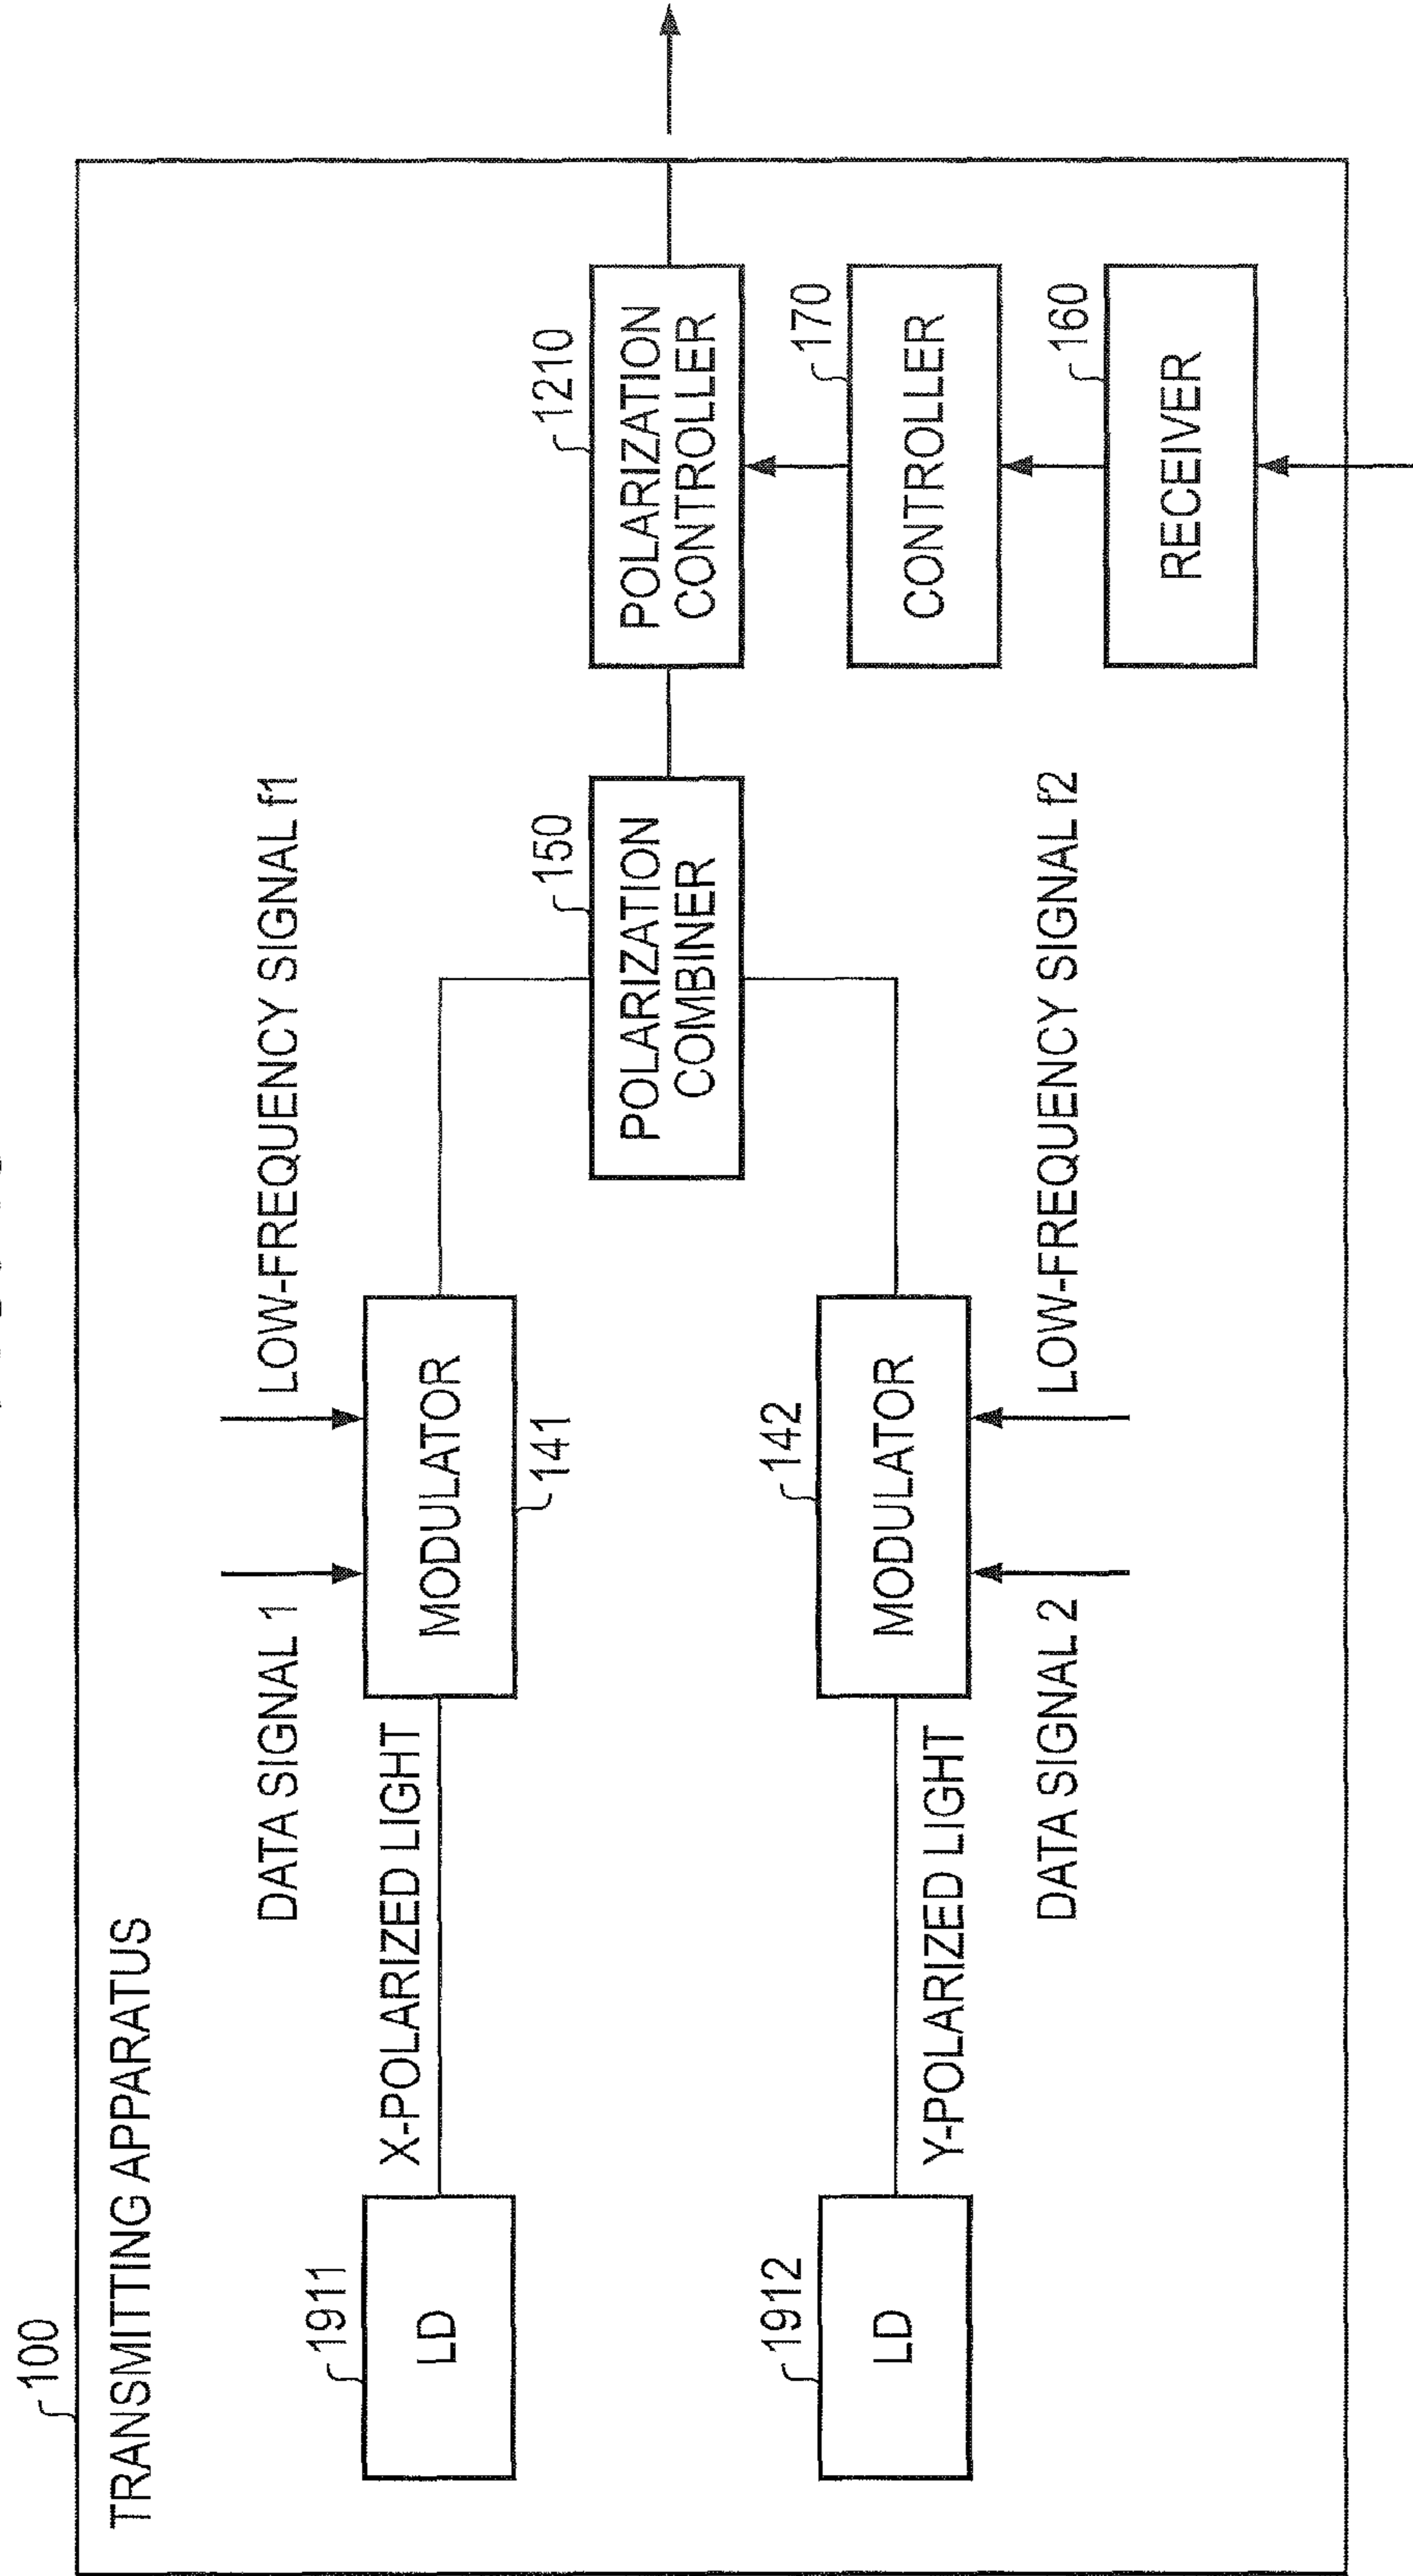 100
TRANSMITTING APPARATUS
DATA SIGNAL 1
LOW-FREQUENCY SIGNAL f1
1911
LD
X-POLARIZED LIGHT
MODULATOR
141
150
POLARIZATION
COMBINER
1210
POLARIZATION
CONTROLLER
170
CONTROLLER
160
RECEIVER
1912
LD
Y-POLARIZED LIGHT
142
MODULATOR
DATA SIGNAL 2
LOW-FREQUENCY SIGNAL f2